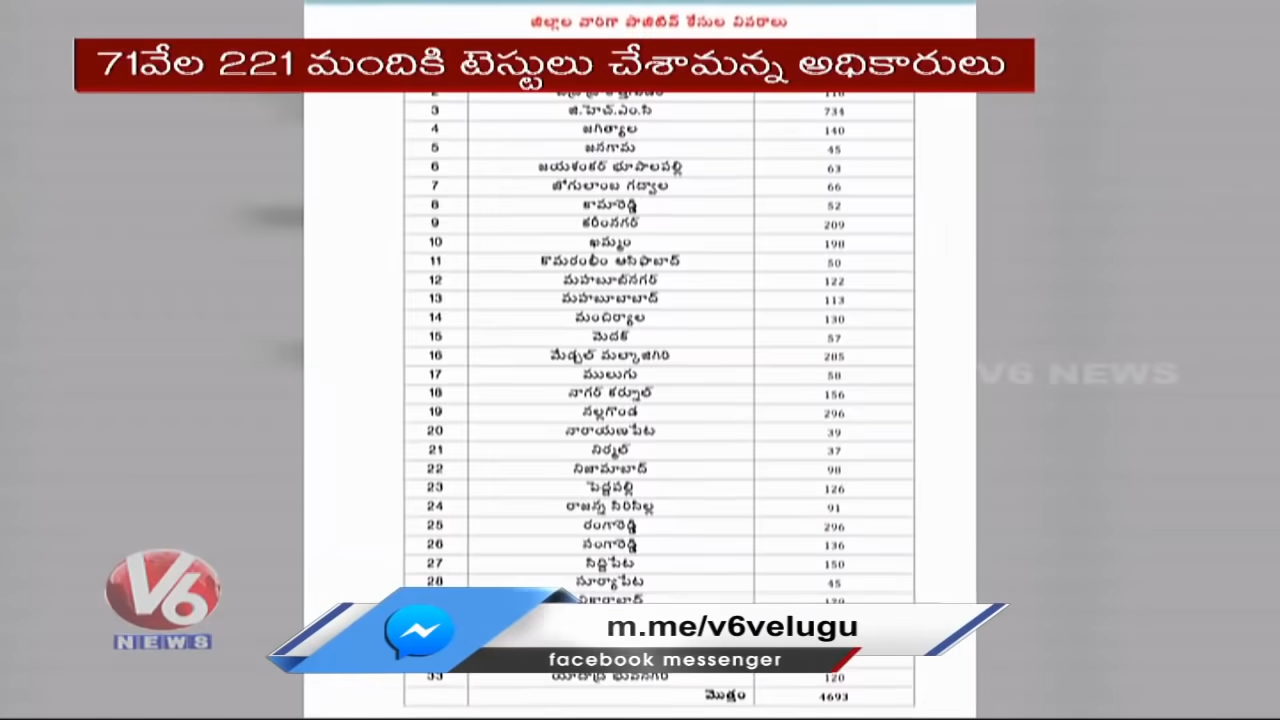 జిల్లాల వారిగా పాజిటివ్ కేసుల వివరాలు
71వేల 221 మందికి టెస్టులు చేశామన్న అధికారులు
3 జి.హెచ్.ఎం.సి 734
4 జగిత్యాల 140
5 జనగామ 45
6 జయశంకర్ భూపాలపల్లి 63
7 జోగులాంబ గద్వాల 66
8 కామారెడ్డి 52
9 కరీంనగర్ 209
10 ఖమ్మం 198
11 కొమరంభీం ఆసిఫాబాద్ 50
12 మహబూబ్‌నగర్ 122
13 మహబూబాబాద్ 113
14 మంచిర్యాల 130
15 మెదక్ 57
16 మేడ్చల్ మల్కాజిగిరి 285
17 ములుగు 58
V6 NEWS
18 నాగర్ కర్నూల్ 156
19 నల్లగొండ 296
20 నారాయణపేట 39
21 నిర్మల్ 37
22 నిజామాబాద్ 98
23 పెద్దపల్లి 126
24 రాజన్న సిరిసిల్ల 91
25 రంగారెడ్డి 296
26 సంగారెడ్డి 136
27 సిద్దిపేట 150
28 సూర్యాపేట 45
V6
NEWS
m.me/v6velugu
facebook messenger
33 యాదాద్రి భువనగిరి 120
మొత్తం 4693